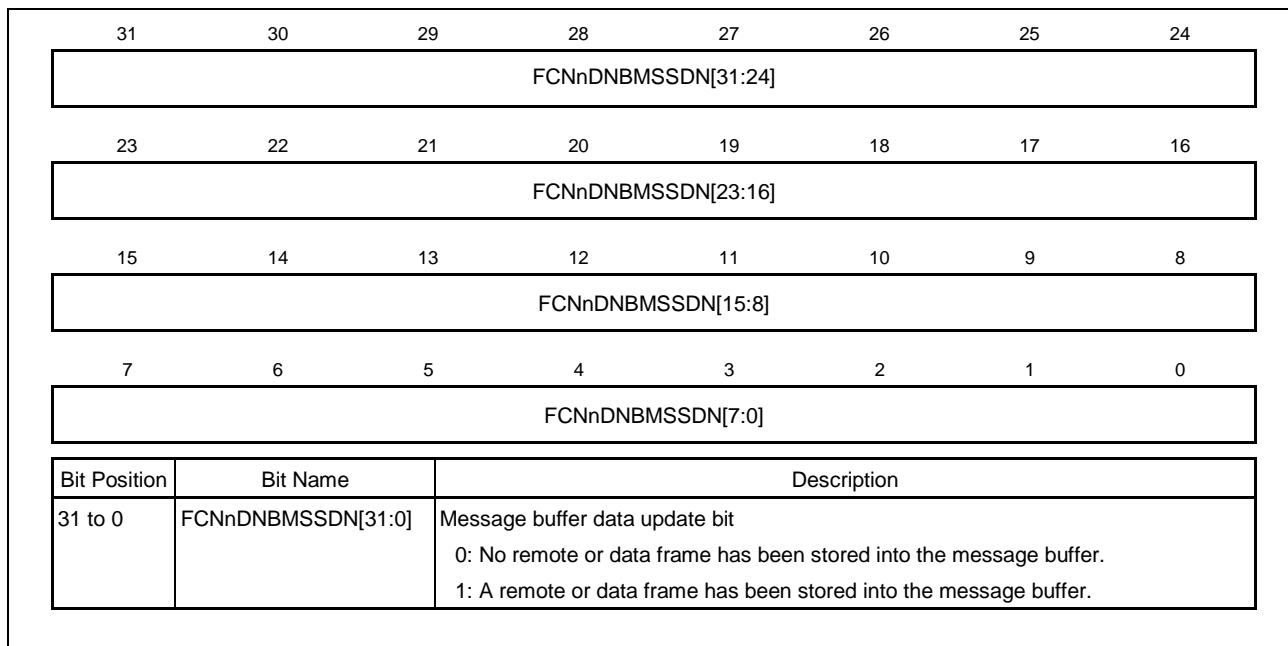 31 30 29 28 27 26 25 24
FCNnDNBMSSDN[31:24]
23 22 21 20 19 18 17 16
FCNnDNBMSSDN[23:16]
15 14 13 12 11 10 9 8
FCNnDNBMSSDN[15:8]
7 6 5 4 3 2 1 0
FCNnDNBMSSDN[7:0]
Bit Position Bit Name Description
31 to 0 FCNnDNBMSSDN[31:0] Message buffer data update bit
0: No remote or data frame has been stored into the message buffer.
1: A remote or data frame has been stored into the message buffer.